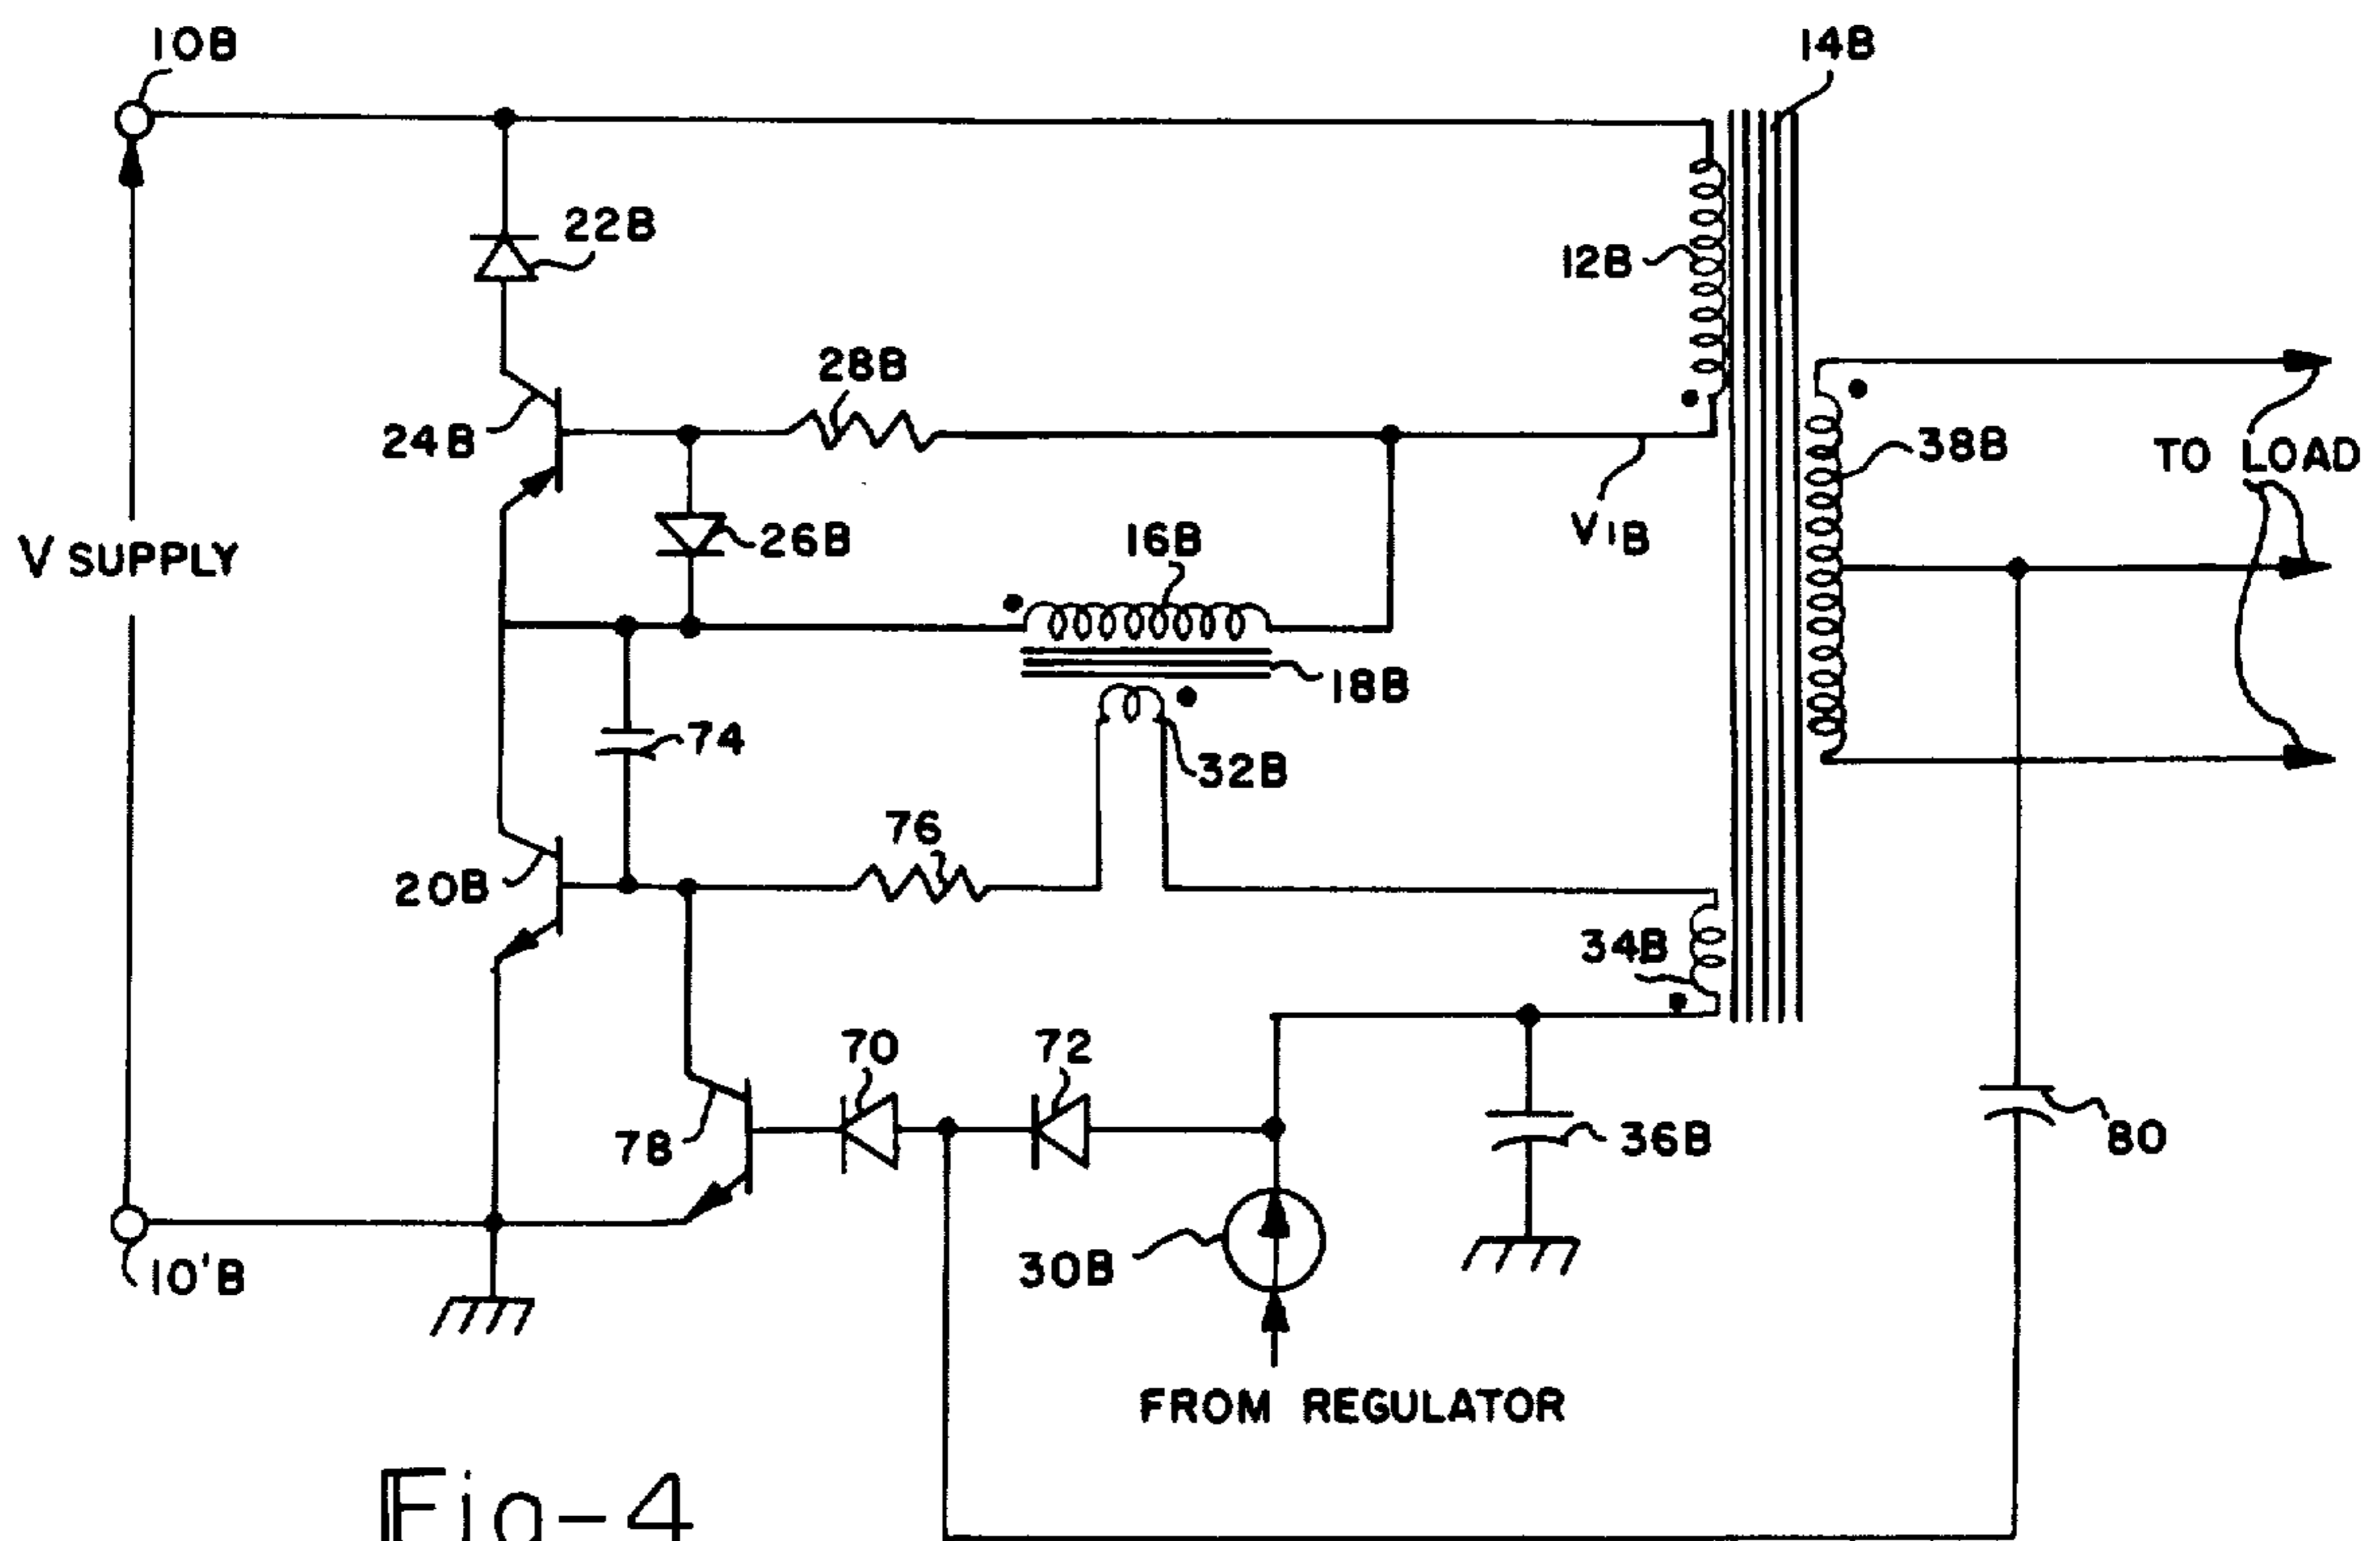 10B
14B
22B
12B
28B
24B
38B
TO LOAD
26B
16B
V1B
V SUPPLY
18B
74
32B
76
20B
34B
70
72
78
36B
80
30B
10'B
FROM REGULATOR
Fig-4